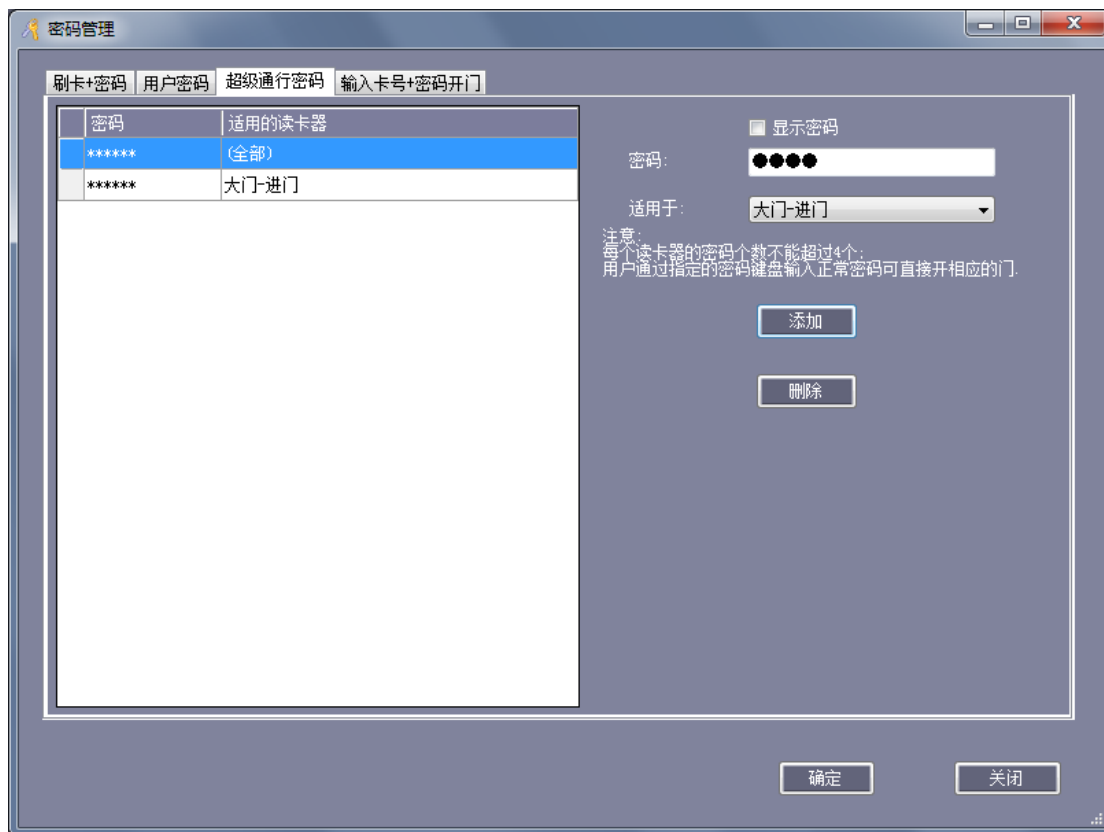 密码管理
刷卡+密码 用户密码 超级通行密码 输入卡号+密码开门
密码 适用的读卡器
****** (全部)
****** 大门-进门
显示密码
密码: ●●●●
适用于: 大门-进门
注意:
每个读卡器的密码个数不能超过4个;
用户通过指定的密码键盘输入正常密码可直接开相应的门.
添加
删除
确定 关闭